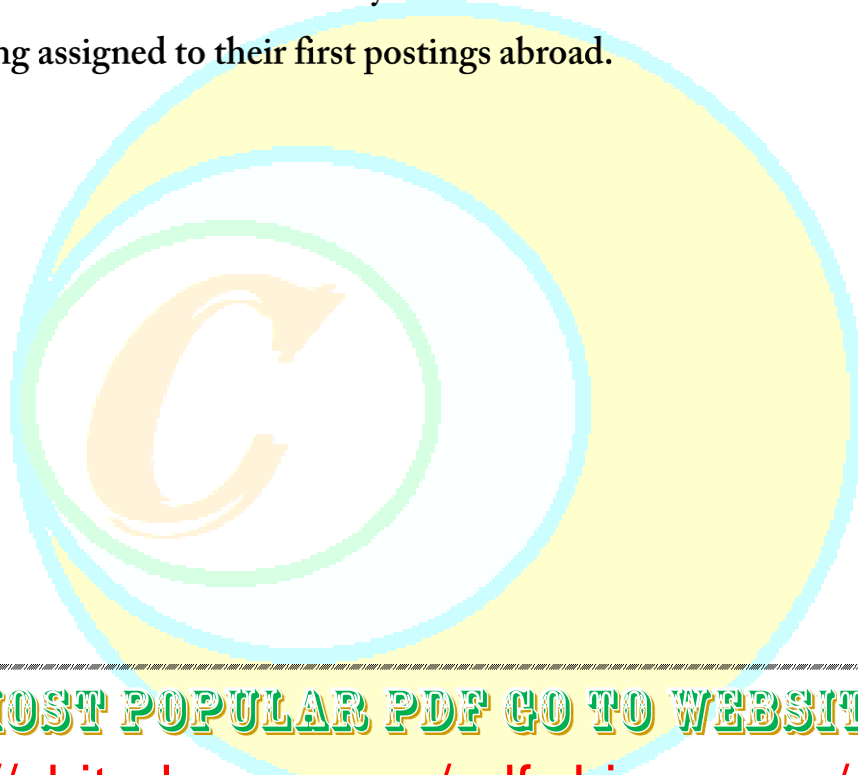 ng assigned to their first postings abroad.
C
OST POPULAR PDF GO TO WEBSIT